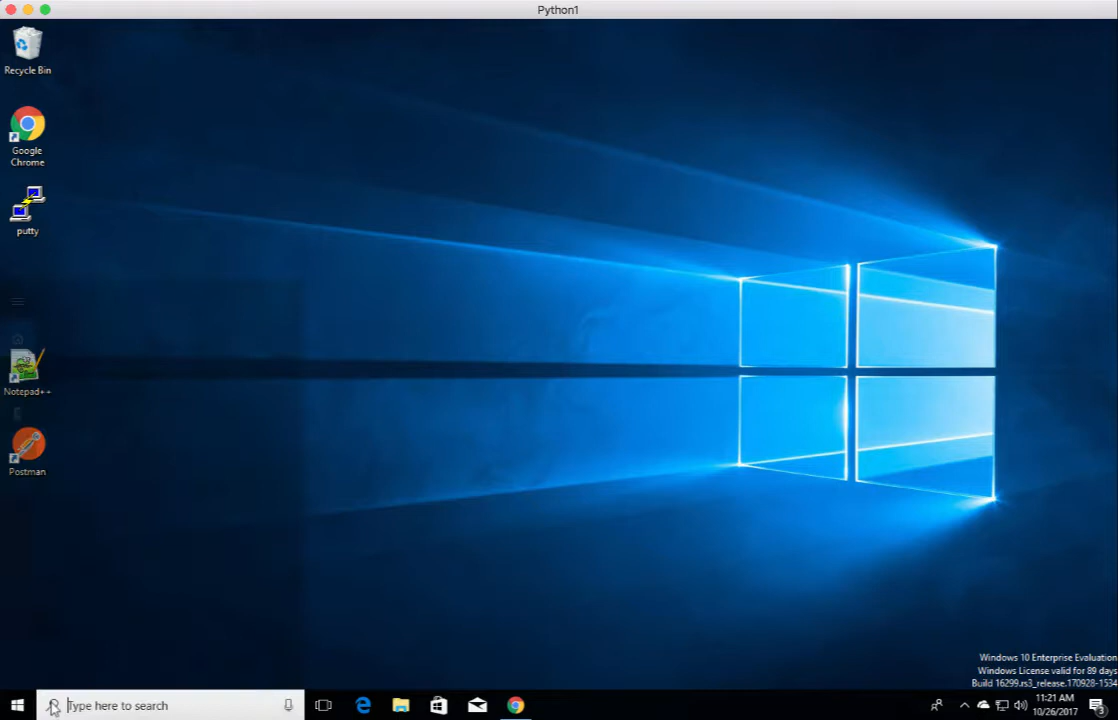 Python1
Recycle Bin
Google
Chrome
putty
Notepad++
Postman
Windows 10 Enterprise Evaluation
Windows License valid for 89 days
Build 16299.rs3_release.170928-1534
Type here to search
11:21 AM
10/26/2017
3